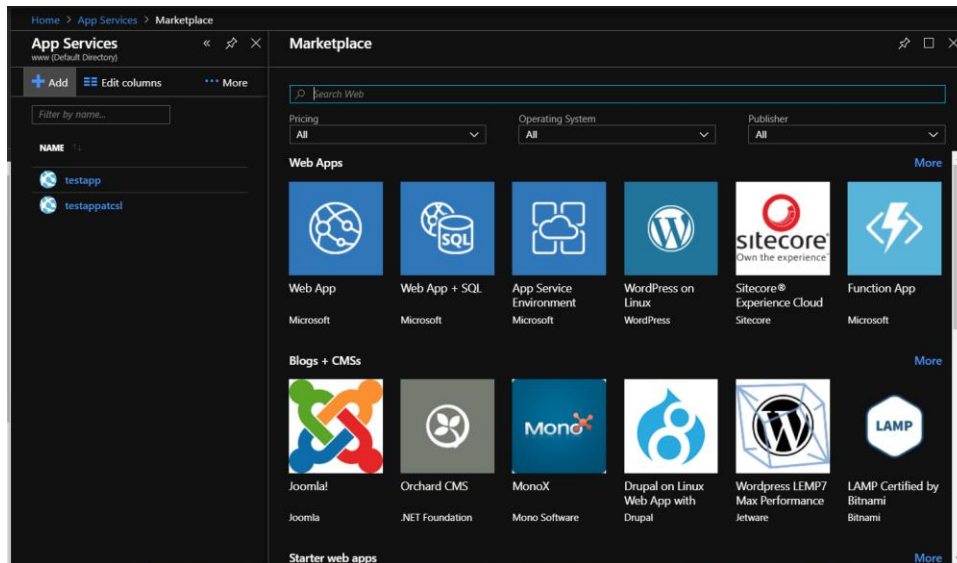 Home > App Services > Marketplace
App Services
www (Default Directory)
+ Add Edit columns ... More
Filter by name...
NAME
testapp
testappatcsl
Marketplace
Search Web
Pricing Operating System Publisher
All All All
Web Apps More
SQL
sitecore
Own the experience
Web App Web App + SQL App Service WordPress on Sitecore® Function App
Environment Linux Experience Cloud
Microsoft Microsoft Microsoft WordPress Sitecore Microsoft
Blogs + CMSs More
Mono
LAMP
Joomla! Orchard CMS MonoX Drupal on Linux Wordpress LEMP7 LAMP Certified by
Web App with Max Performance Bitnami
Joomla .NET Foundation Mono Software Drupal Jetware Bitnami
Starter web apps More